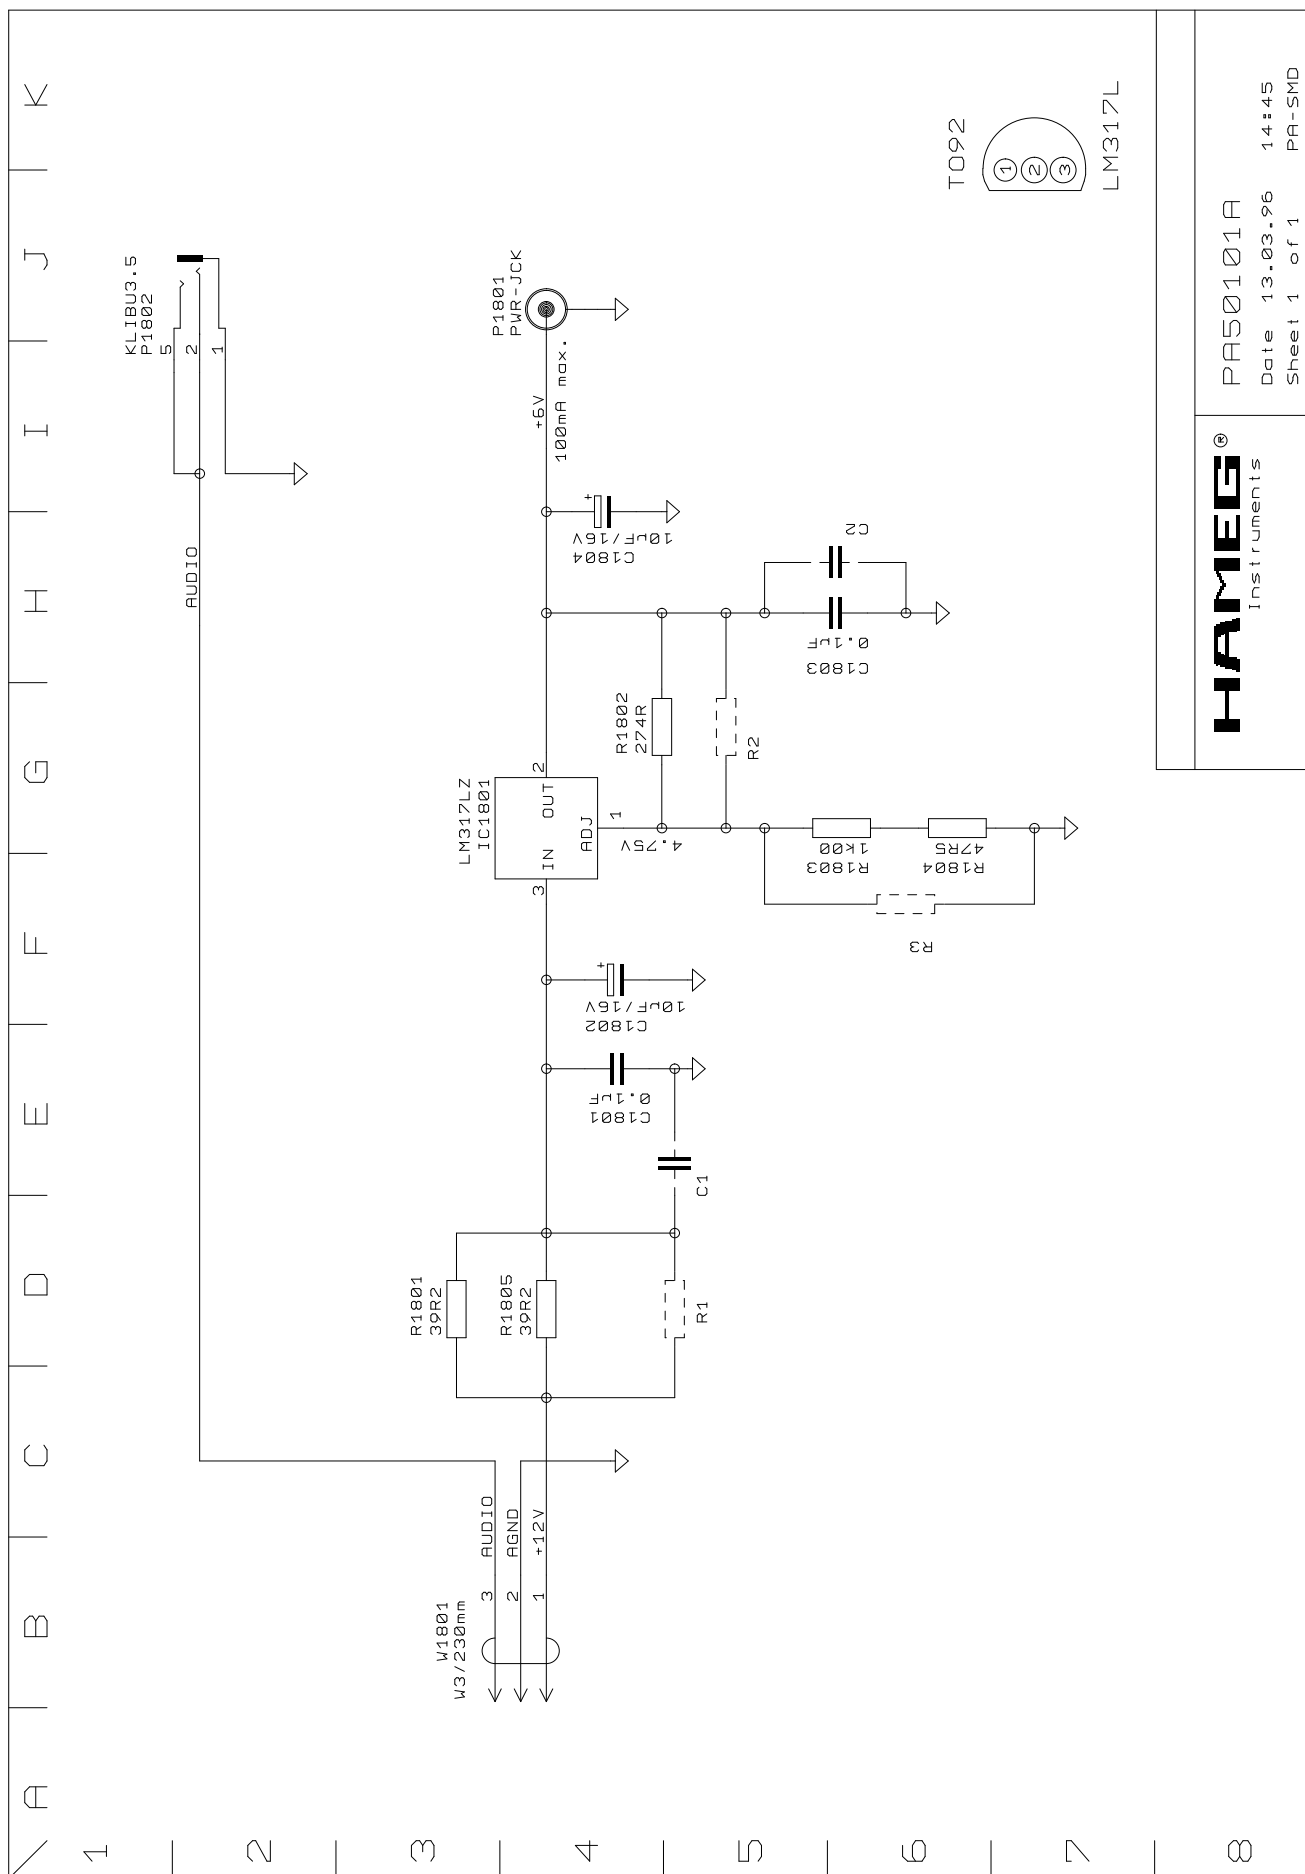 A B C D E F G H I J K
1
2
3
4
5
6
7
8
KLIBU3.5
P1802
5
2
1
AUDIO
W1801
W3/230mm
3 AUDIO
2 AGND
1 +12V
R1801
39R2
R1805
39R2
R1
C1
C1801
0.1µF
C1802
10µF/16V
LM317LZ
IC1801
3 IN OUT 2
ADJ
1
4.75V
R1802
274R
R2
R1803
1k00
R1804
47R5
R3
C1803
0.1µF
C2
C1804
10µF/16V
+
+
+6V
100mA max.
P1801
PWR-JCK
TO92
1
2
3
LM317L
HAMEG®
Instruments
PA50101A
Date 13.03.96 14:45
Sheet 1 of 1 PA-SMD